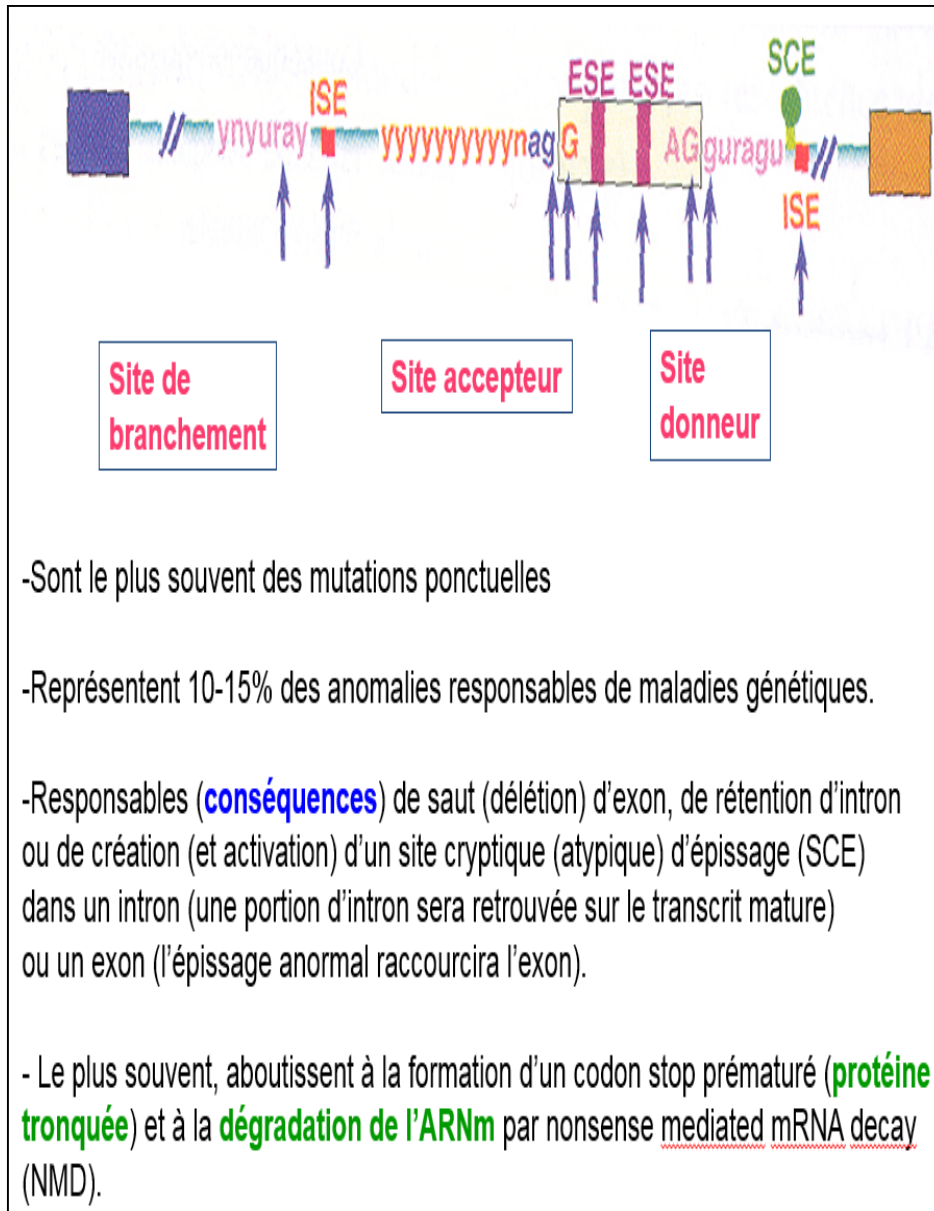 ESE ESE
SCE
ISE
ynyuray
yyyyyyyyyynag G
AG guragu
ISE
Site de
branchement
Site accepteur
Site
donneur
-Sont le plus souvent des mutations ponctuelles
-Représentent 10-15% des anomalies responsables de maladies génétiques.
-Responsables (conséquences) de saut (délétion) d’exon, de rétention d’intron
ou de création (et activation) d’un site cryptique (atypique) d’épissage (SCE)
dans un intron (une portion d’intron sera retrouvée sur le transcrit mature)
ou un exon (l’épissage anormal raccourcira l’exon).
- Le plus souvent, aboutissent à la formation d’un codon stop prématuré (protéine
tronquée) et à la dégradation de l’ARNm par nonsense mediated mRNA decay
(NMD).